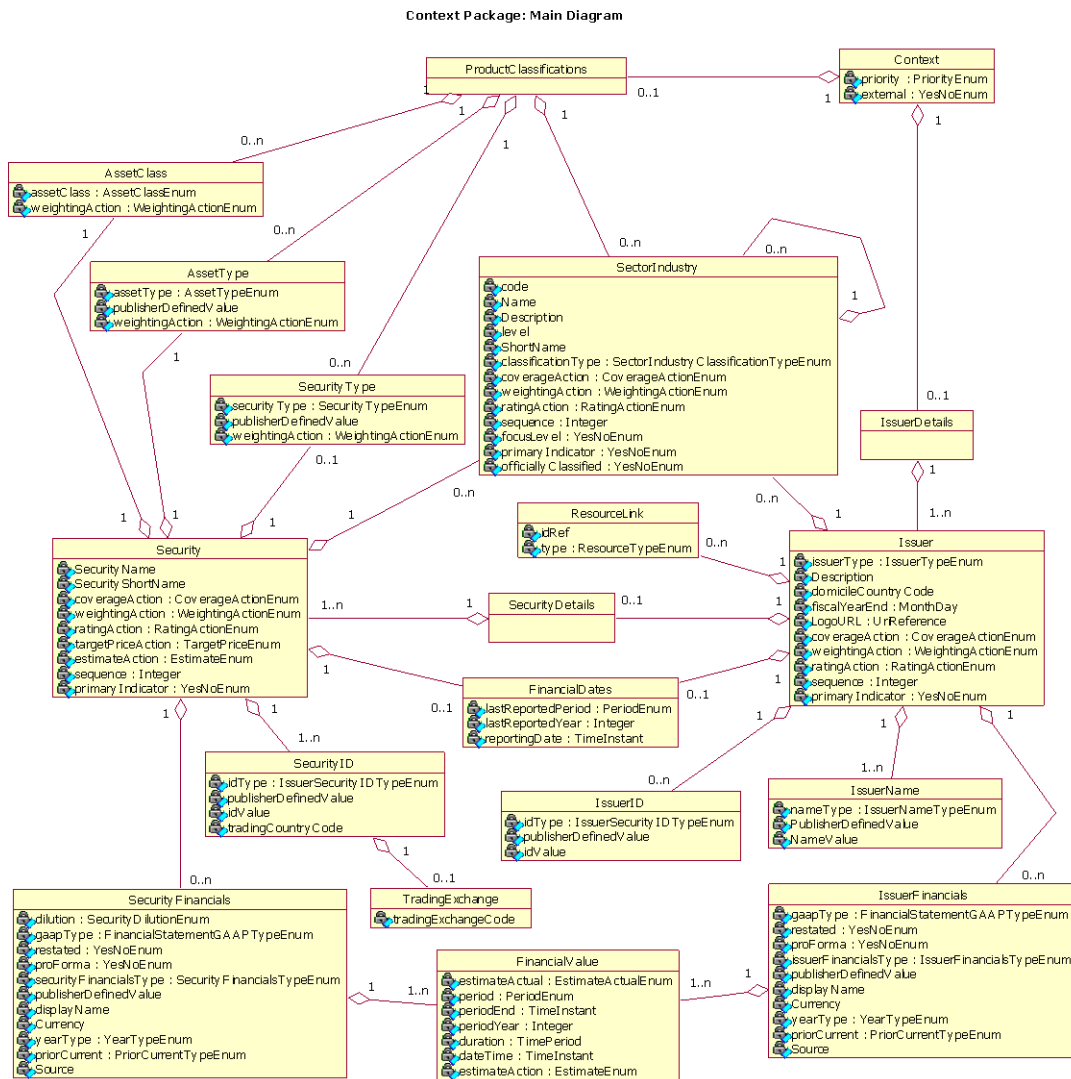 Context Package: Main Diagram
ProductClassifications
Context
priority : PriorityEnum
external : YesNoEnum
1
1
1
1
1
0..1
1
0..n
AssetClass
assetClass : AssetClassEnum
weightingAction : WeightingActionEnum
1
0..n
0..n
0..n
1
AssetType
assetType : AssetTypeEnum
publisherDefinedValue
weightingAction : WeightingActionEnum
1
SectorIndustry
code
Name
Description
level
ShortName
classificationType : SectorIndustryClassificationTypeEnum
coverageAction : CoverageActionEnum
weightingAction : WeightingActionEnum
ratingAction : RatingActionEnum
sequence : Integer
focusLevel : YesNoEnum
primaryIndicator : YesNoEnum
officiallyClassified : YesNoEnum
0..n
SecurityType
securityType : SecurityTypeEnum
publisherDefinedValue
weightingAction : WeightingActionEnum
0..1
0..1
IssuerDetails
1
1..n
0..n
0..n
1
1
1
1
1
ResourceLink
idRef
type : ResourceTypeEnum
0..n
1
Security
SecurityName
SecurityShortName
coverageAction : CoverageActionEnum
weightingAction : WeightingActionEnum
ratingAction : RatingActionEnum
targetPriceAction : TargetPriceEnum
estimateAction : EstimateEnum
sequence : Integer
primaryIndicator : YesNoEnum
1..n
1
SecurityDetails
0..1
1
Issuer
issuerType : IssuerTypeEnum
Description
domicileCountryCode
fiscalYearEnd : MonthDay
LogoURL : UriReference
coverageAction : CoverageActionEnum
weightingAction : WeightingActionEnum
ratingAction : RatingActionEnum
sequence : Integer
primaryIndicator : YesNoEnum
1
0..1
FinancialDates
lastReportedPeriod : PeriodEnum
lastReportedYear : Integer
reportingDate : TimeInstant
0..1
1
1
1
1..n
SecurityID
idType : IssuerSecurityIDTypeEnum
publisherDefinedValue
idValue
tradingCountryCode
1
0..n
IssuerID
idType : IssuerSecurityIDTypeEnum
publisherDefinedValue
idValue
1
1..n
IssuerName
nameType : IssuerNameTypeEnum
PublisherDefinedValue
NameValue
1
0..n
1
0..1
TradingExchange
tradingExchangeCode
0..n
SecurityFinancials
dilution : SecurityDilutionEnum
gaapType : FinancialStatementGAAPTypeEnum
restated : YesNoEnum
proForma : YesNoEnum
securityFinancialsType : SecurityFinancialsTypeEnum
publisherDefinedValue
displayName
Currency
yearType : YearTypeEnum
priorCurrent : PriorCurrentTypeEnum
Source
1
1..n
FinancialValue
estimateActual : EstimateActualEnum
period : PeriodEnum
periodEnd : TimeInstant
periodYear : Integer
duration : TimePeriod
dateTime : TimeInstant
estimateAction : EstimateEnum
1..n
1
IssuerFinancials
gaapType : FinancialStatementGAAPTypeEnum
restated : YesNoEnum
proForma : YesNoEnum
issuerFinancialsType : IssuerFinancialsTypeEnum
publisherDefinedValue
displayName
Currency
yearType : YearTypeEnum
priorCurrent : PriorCurrentTypeEnum
Source